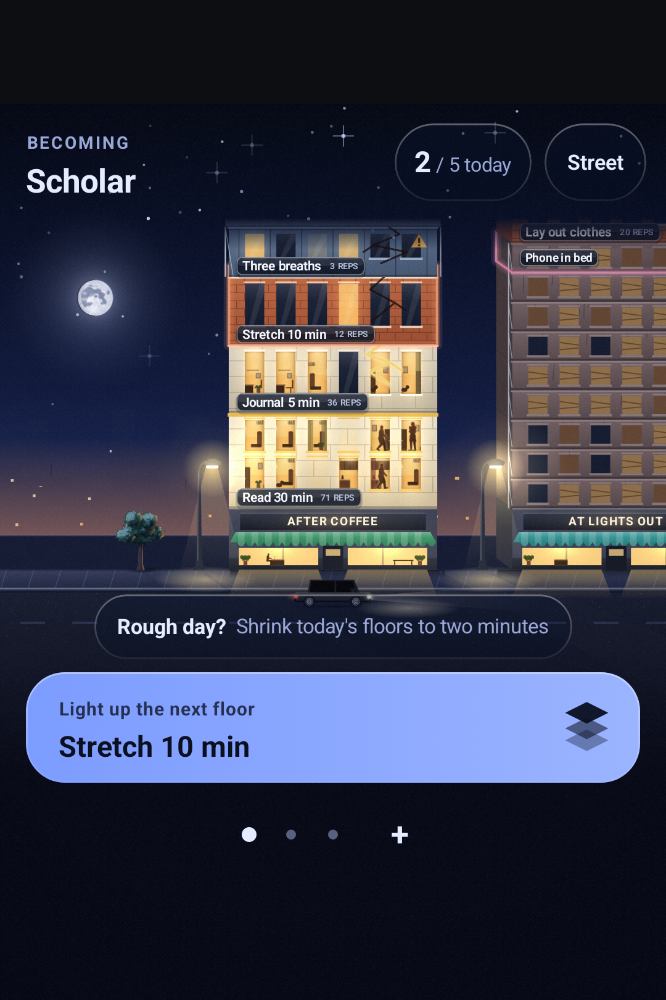 BECOMING
Scholar
2 / 5 today
Street
Lay out clothes 20 REPS
Phone in bed
Three breaths 3 REPS
Stretch 10 min 12 REPS
Journal 5 min 36 REPS
Read 30 min 71 REPS
AFTER COFFEE
AT LIGHTS OUT
Rough day? Shrink today's floors to two minutes
Light up the next floor
Stretch 10 min
+